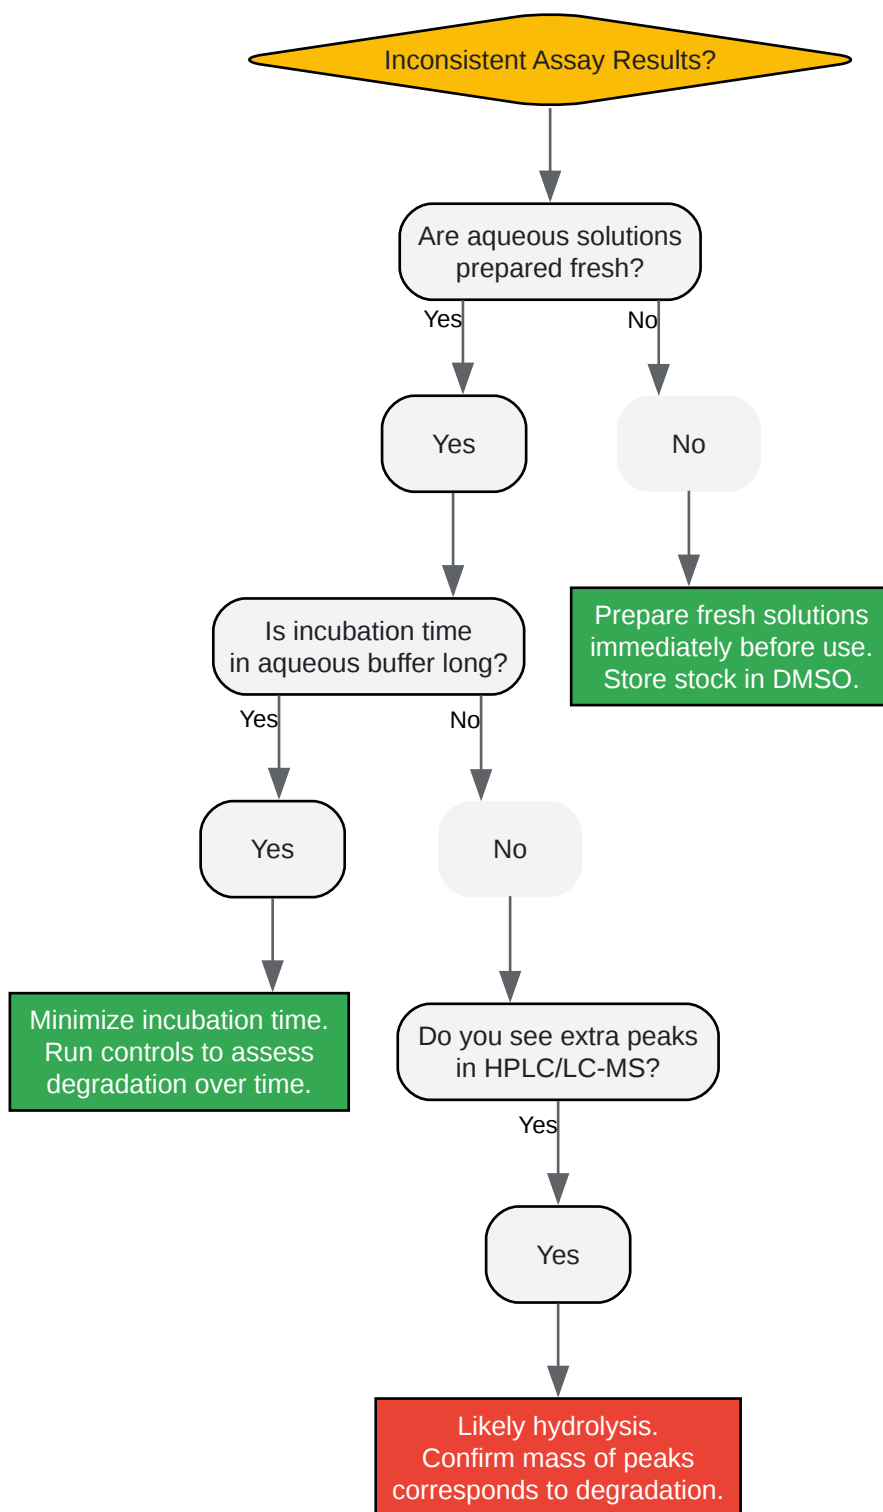 Inconsistent Assay Results?
Are aqueous solutions
prepared fresh?
Yes
No
Yes
No
Prepare fresh solutions
immediately before use.
Store stock in DMSO.
Is incubation time
in aqueous buffer long?
Yes
No
Yes
No
Minimize incubation time.
Run controls to assess
degradation over time.
Do you see extra peaks
in HPLC/LC-MS?
Yes
Yes
Likely hydrolysis.
Confirm mass of peaks
corresponds to degradation.